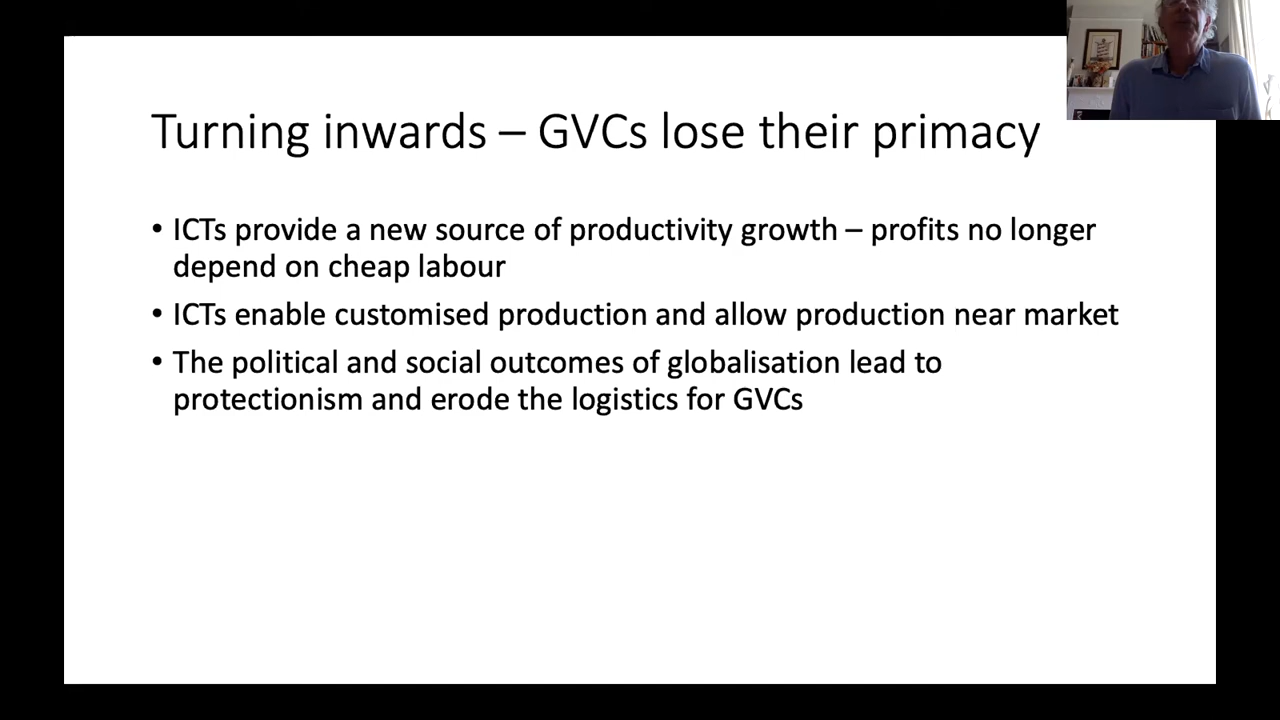 Turning inwards – GVCs lose their primacy
• ICTs provide a new source of productivity growth – profits no longer
depend on cheap labour
• ICTs enable customised production and allow production near market
• The political and social outcomes of globalisation lead to
protectionism and erode the logistics for GVCs